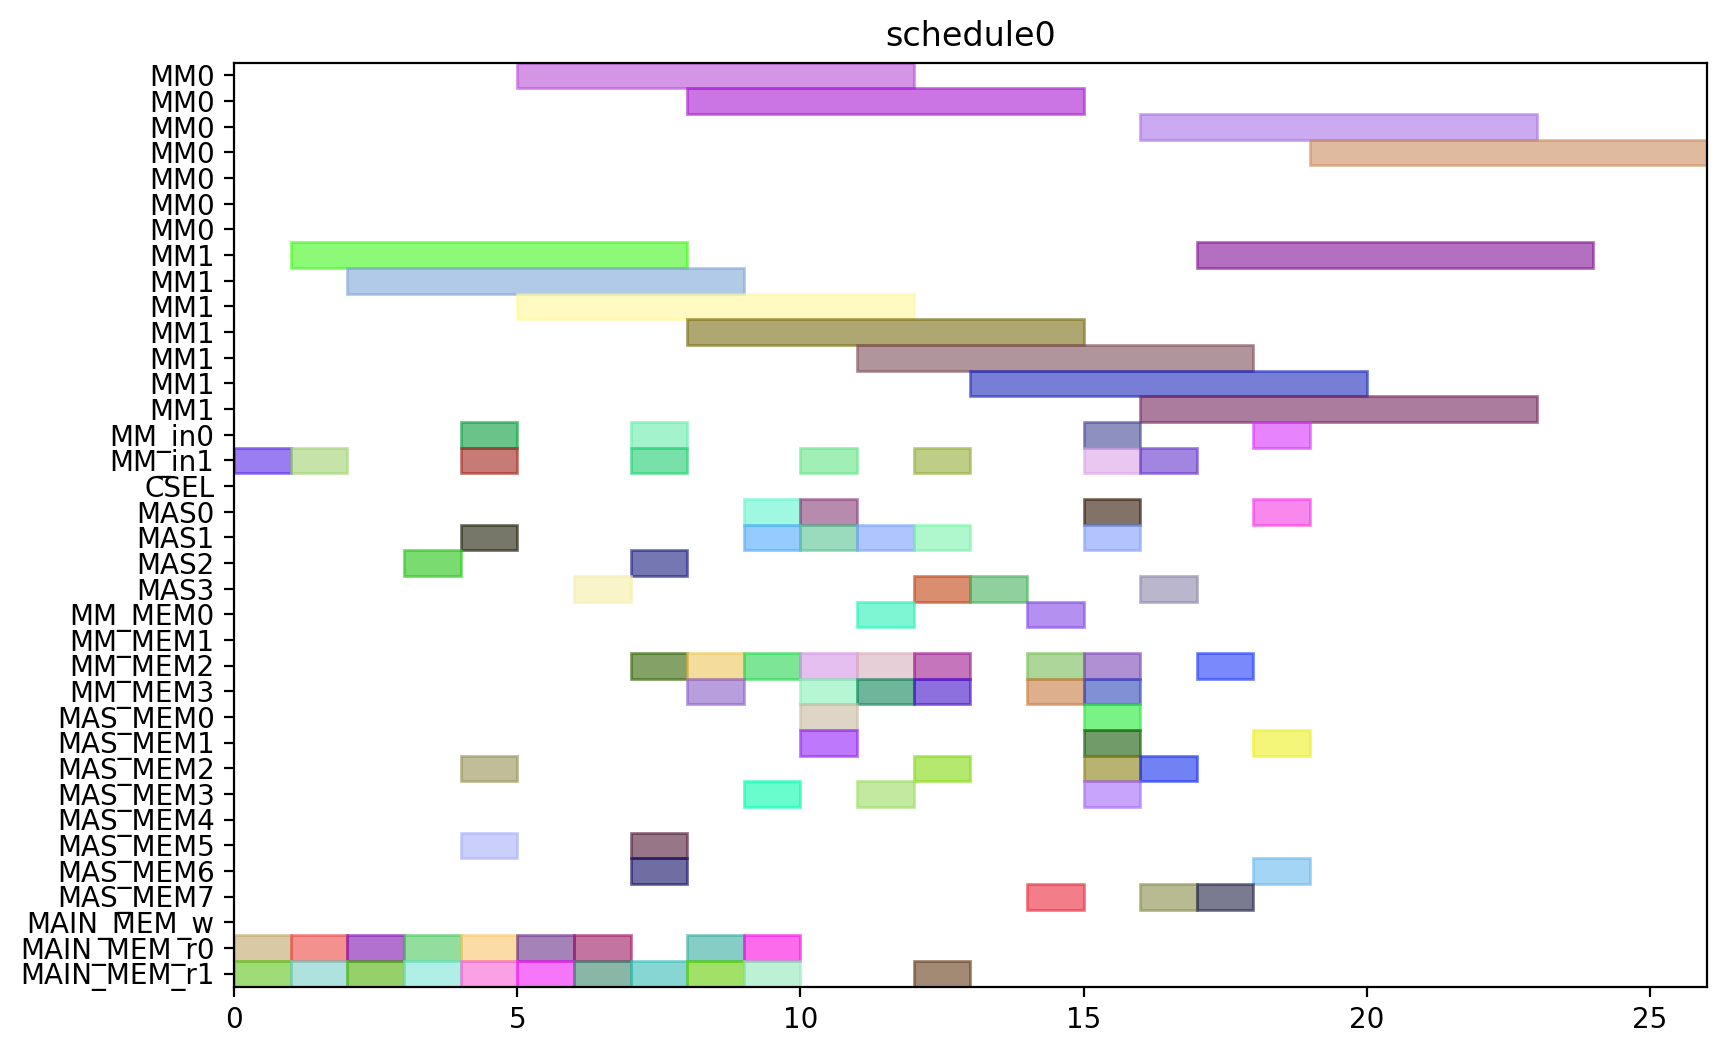 schedule0
MM0
MM0
MM0
MM0
MM0
MM0
MM0
MM1
MM1
MM1
MM1
MM1
MM1
MM1
MM_in0
MM_in1
CSEL
MAS0
MAS1
MAS2
MAS3
MM_MEM0
MM_MEM1
MM_MEM2
MM_MEM3
MAS_MEM0
MAS_MEM1
MAS_MEM2
MAS_MEM3
MAS_MEM4
MAS_MEM5
MAS_MEM6
MAS_MEM7
MAIN_MEM_w
MAIN_MEM_r0
MAIN_MEM_r1
0 5 10 15 20 25